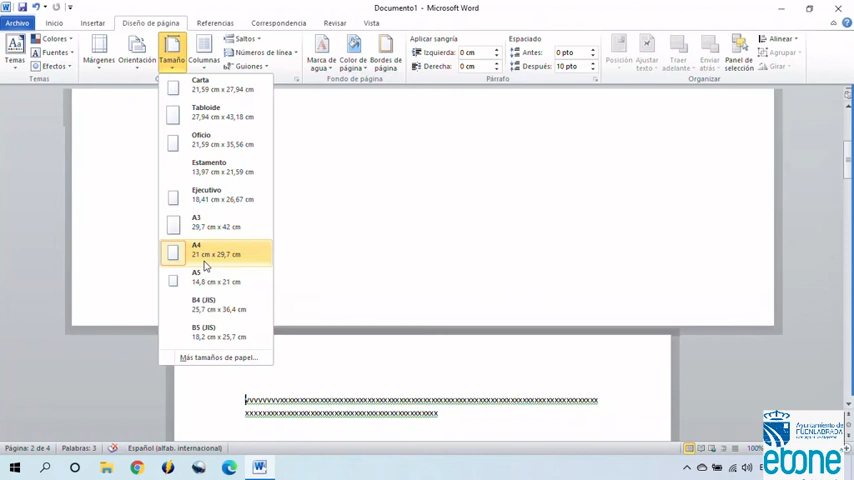 Documento1 - Microsoft Word
Archivo Inicio Insertar Diseño de página Referencias Correspondencia Revisar Vista
Temas
Colores
Fuentes
Efectos
Temas
Márgenes
Orientación
Tamaño
Columnas
Saltos
Números de línea
Guiones
Marca de agua
Color de página
Bordes de página
Fondo de página
Aplicar sangría
Izquierda: 0 cm
Derecha: 0 cm
Espaciado
Antes: 0 pto
Después: 10 pto
Párrafo
Posición
Ajustar texto
Traer adelante
Enviar atrás
Panel de selección
Alinear
Agrupar
Girar
Organizar
Carta
21,59 cm x 27,94 cm
Tabloide
27,94 cm x 43,18 cm
Oficio
21,59 cm x 35,56 cm
Estamento
13,97 cm x 21,59 cm
Ejecutivo
18,41 cm x 26,67 cm
A3
29,7 cm x 42 cm
A4
21 cm x 29,7 cm
A5
14,8 cm x 21 cm
B4 (JIS)
25,7 cm x 36,4 cm
B5 (JIS)
18,2 cm x 25,7 cm
Más tamaños de papel...
Página: 2 de 4 Palabras: 3 Español (alfab. internacional) 100%
Ayuntamiento de
FUENLABRADA
etone